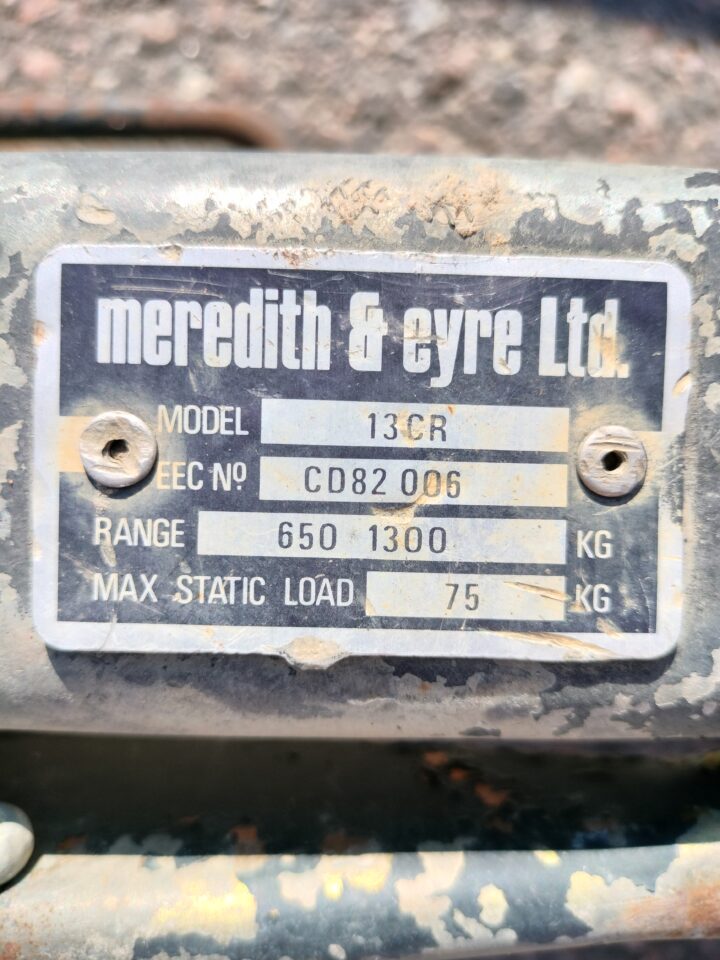 meredith & eyre Ltd.
MODEL 13CR
EEC Nº CD82 006
RANGE 650 1300 KG
MAX STATIC LOAD 75 KG